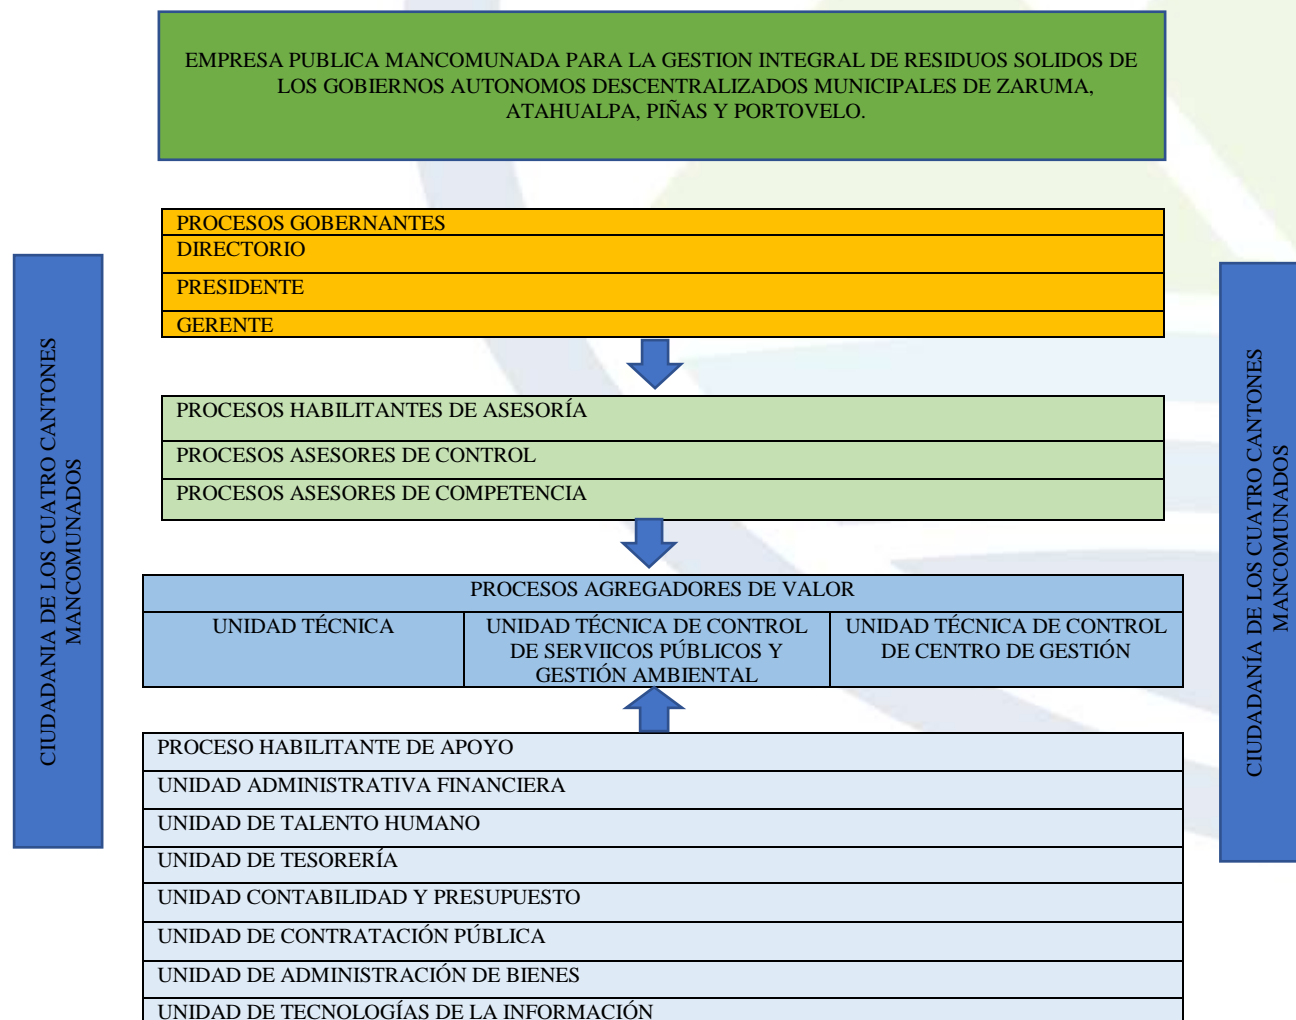 EMPRESA PUBLICA MANCOMUNADA PARA LA GESTION INTEGRAL DE RESIDUOS SOLIDOS DE
LOS GOBIERNOS AUTONOMOS DESCENTRALIZADOS MUNICIPALES DE ZARUMA,
ATAHUALPA, PIÑAS Y PORTOVELO.
CIUDADANIA DE LOS CUATRO CANTONES
MANCOMUNADOS
PROCESOS GOBERNANTES
DIRECTORIO
PRESIDENTE
GERENTE
PROCESOS HABILITANTES DE ASESORÍA
PROCESOS ASESORES DE CONTROL
PROCESOS ASESORES DE COMPETENCIA
PROCESOS AGREGADORES DE VALOR
UNIDAD TÉCNICA
UNIDAD TÉCNICA DE CONTROL
DE SERVIICOS PÚBLICOS Y
GESTIÓN AMBIENTAL
UNIDAD TÉCNICA DE CONTROL
DE CENTRO DE GESTIÓN
PROCESO HABILITANTE DE APOYO
UNIDAD ADMINISTRATIVA FINANCIERA
UNIDAD DE TALENTO HUMANO
UNIDAD DE TESORERÍA
UNIDAD CONTABILIDAD Y PRESUPUESTO
UNIDAD DE CONTRATACIÓN PÚBLICA
UNIDAD DE ADMINISTRACIÓN DE BIENES
UNIDAD DE TECNOLOGÍAS DE LA INFORMACIÓN
CIUDADANÍA DE LOS CUATRO CANTONES
MANCOMUNADOS